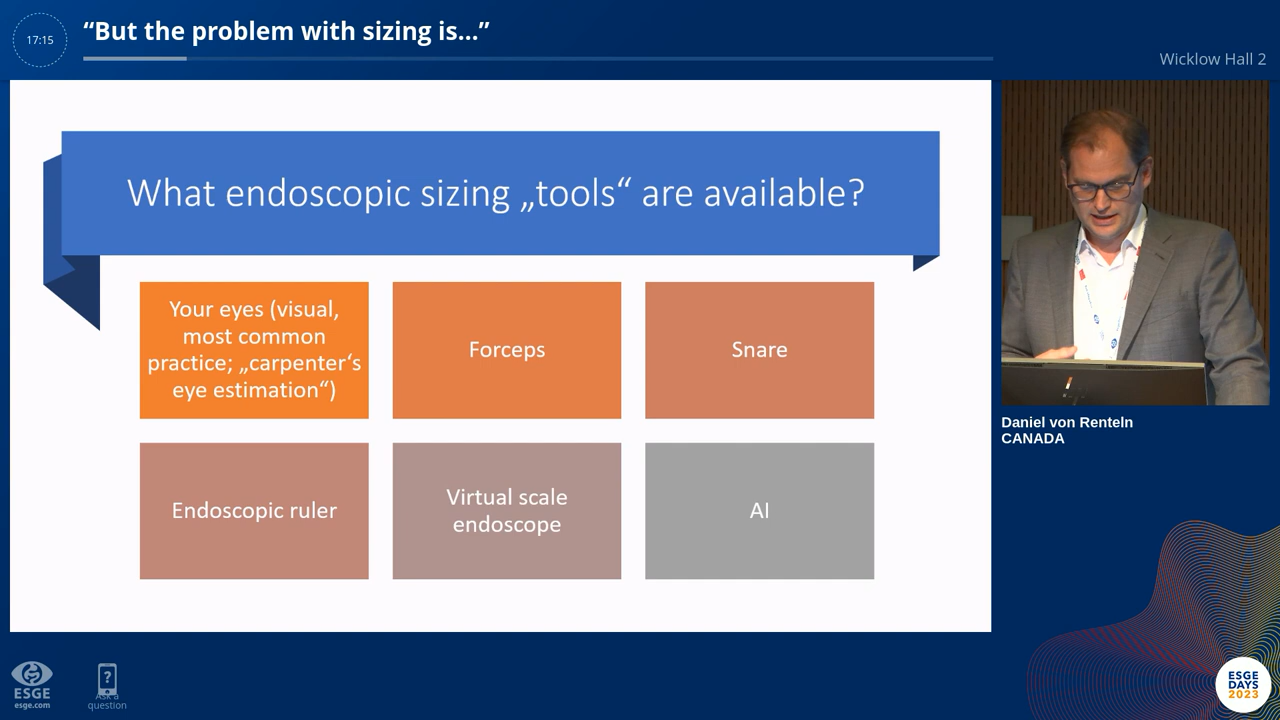 17:15
“But the problem with sizing is...”
Wicklow Hall 2
What endoscopic sizing „tools“ are available?
Your eyes (visual,
most common
practice; „carpenter‘s
eye estimation“)
Forceps
Snare
Endoscopic ruler
Virtual scale
endoscope
AI
Daniel von Renteln
CANADA
ESGE
esge.com
?
Ask a
question
ESGE
DAYS
2023